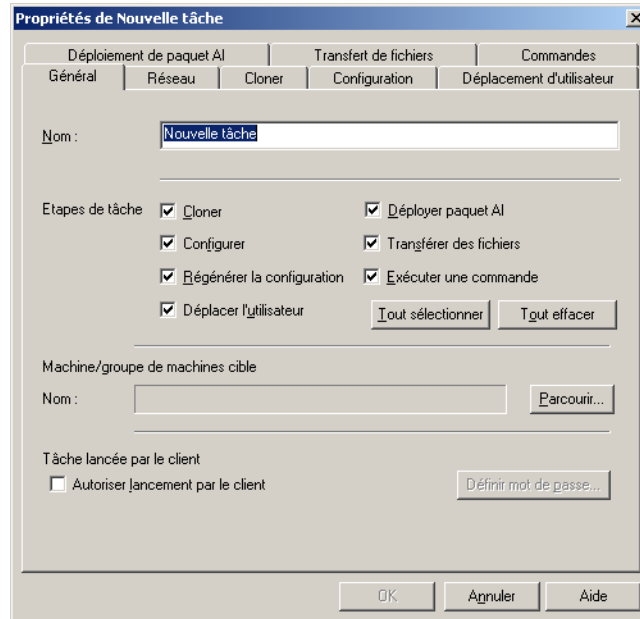 Propriétés de Nouvelle tâche
Déploiement de paquet AI Transfert de fichiers Commandes
Général Réseau Cloner Configuration Déplacement d'utilisateur
Nom : Nouvelle tâche
Etapes de tâche Cloner Déployer paquet AI
Configurer Transférer des fichiers
Régénérer la configuration Exécuter une commande
Déplacer l'utilisateur Tout sélectionner Tout effacer
Machine/groupe de machines cible
Nom : Parcourir...
Tâche lancée par le client
Autoriser lancement par le client Définir mot de passe...
OK Annuler Aide